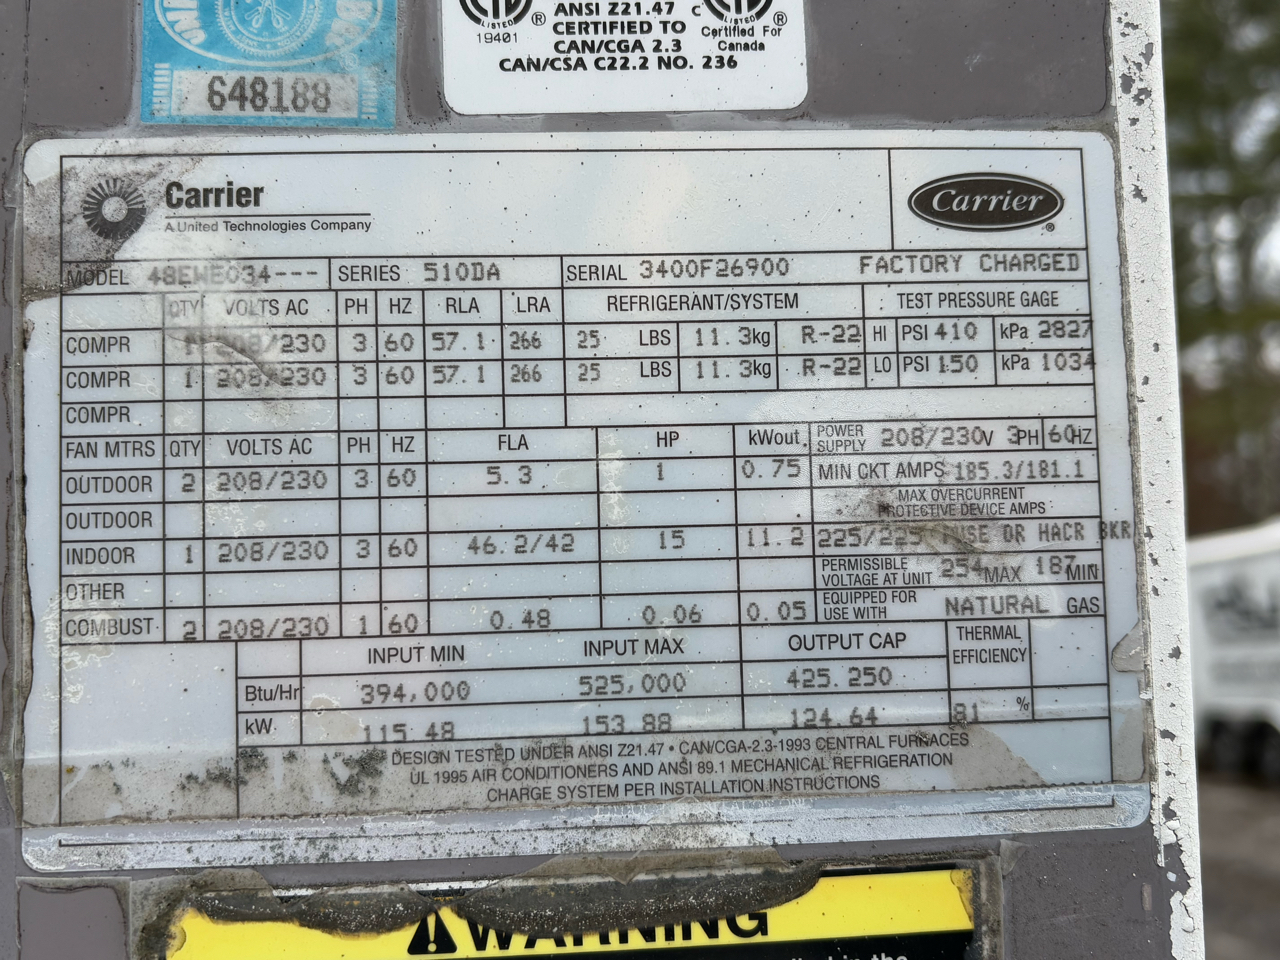 648188
LISTED
19401
®
ANSI Z21.47
CERTIFIED TO
CAN/CGA 2.3
CAN/CSA C22.2 NO. 236
C
LISTED
®
Certified For
Canada
Carrier
A United Technologies Company
Carrier
®
MODEL 48EWE034--- SERIES 510DA SERIAL 3400F26900 FACTORY CHARGED
QTY VOLTS AC PH HZ RLA LRA REFRIGERANT/SYSTEM TEST PRESSURE GAGE
COMPR 1 208/230 3 60 57.1 266 25 LBS 11.3kg R-22 HI PSI 410 kPa 2827
COMPR 1 208/230 3 60 57.1 266 25 LBS 11.3kg R-22 LO PSI 150 kPa 1034
COMPR
FAN MTRS QTY VOLTS AC PH HZ FLA HP kWout POWER SUPPLY 208/230V 3PH 60HZ
OUTDOOR 2 208/230 3 60 5.3 1 0.75 MIN CKT AMPS 185.3/181.1
OUTDOOR MAX OVERCURRENT PROTECTIVE DEVICE AMPS
INDOOR 1 208/230 3 60 46.2/42 15 11.2 225/225 FUSE OR HACR BKR
OTHER PERMISSIBLE VOLTAGE AT UNIT 254 MAX 187 MIN
COMBUST 2 208/230 1 60 0.48 0.06 0.05 EQUIPPED FOR USE WITH NATURAL GAS
INPUT MIN INPUT MAX OUTPUT CAP THERMAL EFFICIENCY
Btu/Hr 394,000 525,000 425.250
kW 115.48 153.88 124.64 81 %
DESIGN TESTED UNDER ANSI Z21.47 • CAN/CGA-2.3-1993 CENTRAL FURNACES
UL 1995 AIR CONDITIONERS AND ANSI 89.1 MECHANICAL REFRIGERATION
CHARGE SYSTEM PER INSTALLATION INSTRUCTIONS
WARNING
in the